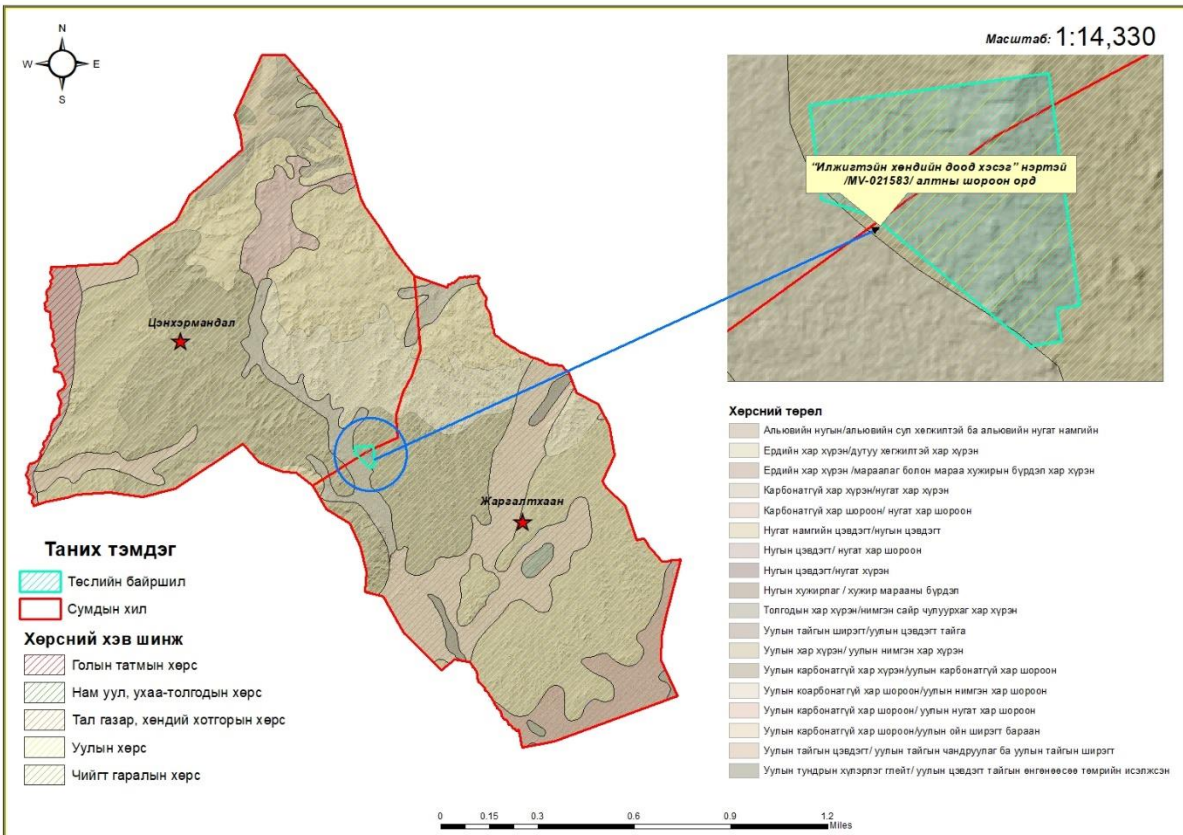 N
W E
S
Масштаб: 1:14,330
"Илжигтэйн хөндийн доод хэсэг" нэртэй
/MV-021583/ алтны шороон орд
Цэнхэрмандал
Жаргалтхаан
Таних тэмдэг
Төслийн байршил
Сумдын хил
Хөрсний хэв шинж
Голын татмын хөрс
Нам уул, ухаа-толгодын хөрс
Тал газар, хөндий хотгорын хөрс
Уулын хөрс
Чийгт гаралын хөрс
Хөрсний төрөл
Альювийн нугын/альювийн сул хөгжилтэй ба альювийн нугат намгийн
Ердийн хар хүрэн/дутуу хөгжилтэй хар хүрэн
Ердийн хар хүрэн /мараалаг болон мараа хужирын бүрдэл хар хүрэн
Карбонатгүй хар хүрэн/нугат хар хүрэн
Карбонатгүй хар шороон/ нугат хар шороон
Нугат намгийн цэвдэгт/нугын цэвдэгт
Нугын цэвдэгт/ нугат хар шороон
Нугын цэвдэгт/нугат хүрэн
Нугын хужирлаг / хужир марааны бүрдэл
Толгодын хар хүрэн/нимгэн сайр чулуурхаг хар хүрэн
Уулын тайгын ширэгт/уулын цэвдэгт тайга
Уулын хар хүрэн/ уулын нимгэн хар хүрэн
Уулын карбонатгүй хар хүрэн/уулын карбонатгүй хар шороон
Уулын коарбонатгүй хар шороон/уулын нимгэн хар шороон
Уулын карбонатгүй хар шороон/ уулын нугат хар шороон
Уулын карбонатгүй хар шороон/уулын ойн ширэгт бараан
Уулын тайгын цэвдэгт/ уулын тайгын чандруулаг ба уулын тайгын ширэгт
Уулын тундрын хүлэрлэг глейт/ уулын цэвдэгт тайгын өнгөнөөсөө төмрийн исэлжсэн
0 0.15 0.3 0.6 0.9 1.2
Miles